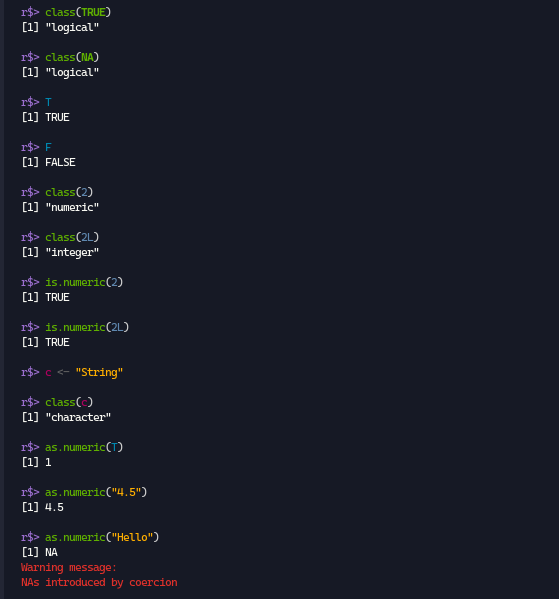 r$> class(TRUE)
[1] "logical"
r$> class(NA)
[1] "logical"
r$> T
[1] TRUE
r$> F
[1] FALSE
r$> class(2)
[1] "numeric"
r$> class(2L)
[1] "integer"
r$> is.numeric(2)
[1] TRUE
r$> is.numeric(2L)
[1] TRUE
r$> c <- "String"
r$> class(c)
[1] "character"
r$> as.numeric(T)
[1] 1
r$> as.numeric("4.5")
[1] 4.5
r$> as.numeric("Hello")
[1] NA
Warning message:
NAs introduced by coercion